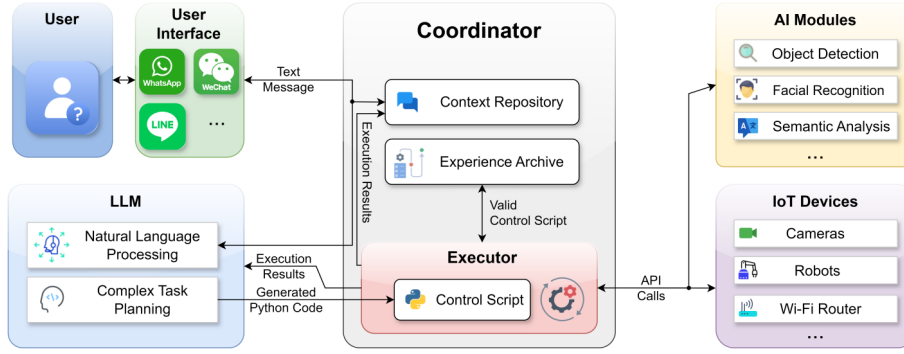 User
User
Interface
WhatsApp
WeChat
LINE
...
Text
Message
Coordinator
Context Repository
Experience Archive
Execution Results
Valid
Control Script
Executor
Control Script
LLM
Natural Language
Processing
Complex Task
Planning
Execution
Results
Generated
Python Code
API
Calls
AI Modules
Object Detection
Facial Recognition
A
Semantic Analysis
...
IoT Devices
Cameras
Robots
Wi-Fi Router
...